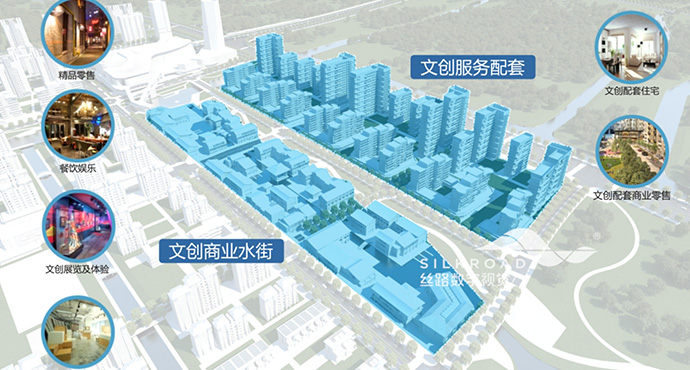 精品零售
餐饮娱乐
文创展览及体验
文创服务配套
文创商业水街
文创配套住宅
文创配套商业零售
SILKROAD
丝路数字视觉
®